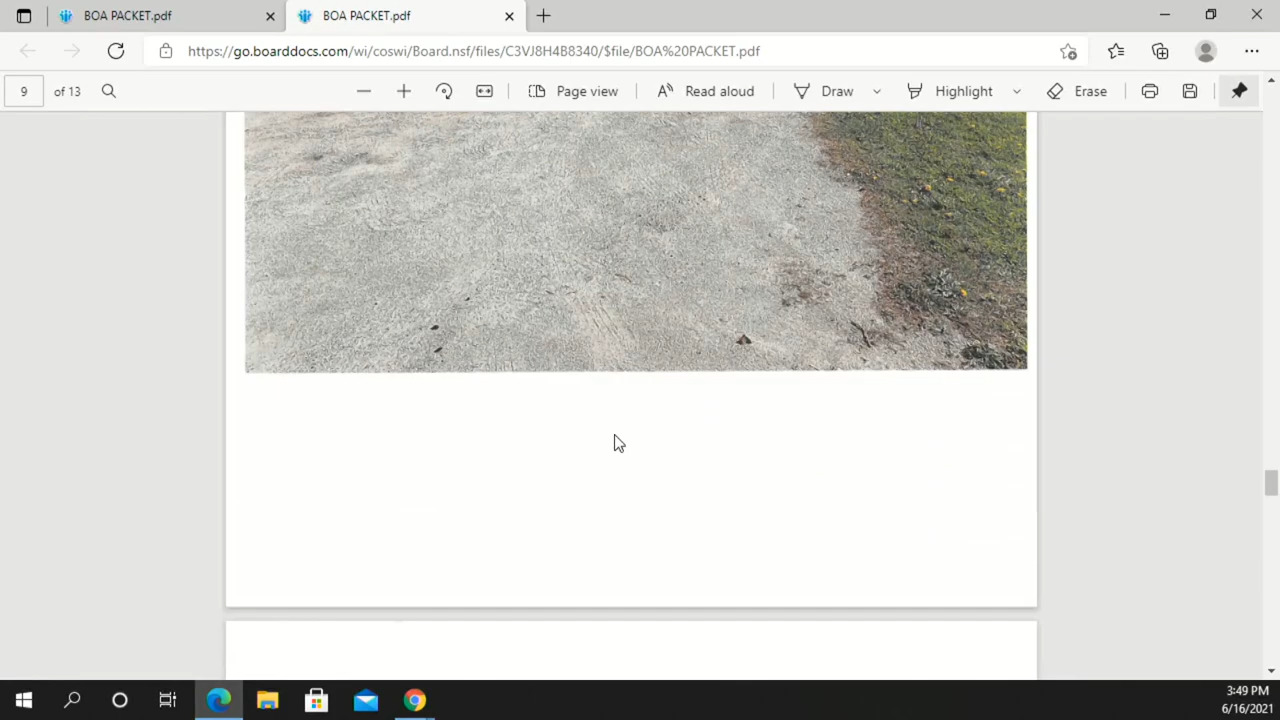 BOA PACKET.pdf
BOA PACKET.pdf
https://go.boarddocs.com/wi/coswi/Board.nsf/files/C3VJ8H4B8340/$file/BOA%20PACKET.pdf
9 of 13
Page view
Read aloud
Draw
Highlight
Erase
3:49 PM
6/16/2021